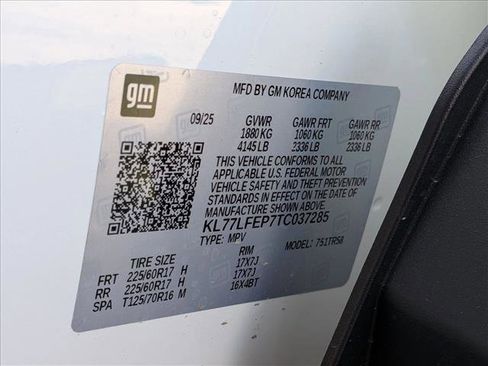 gm
MFD BY GM KOREA COMPANY
09/25 GVWR GAWR FRT GAWR RR
1880 KG 1060 KG 1060 KG
4145 LB 2336 LB 2336 LB
THIS VEHICLE CONFORMS TO ALL
APPLICABLE U.S. FEDERAL MOTOR
VEHICLE SAFETY AND THEFT PREVENTION
STANDARDS IN EFFECT ON THE DATE OF
MANUFACTURE SHOWN ABOVE.
KL77LFEP7TC037285
TYPE: MPV MODEL: 751TR58
TIRE SIZE RIM
FRT 225/60R17 H 17X7J
RR 225/60R17 H 17X7J
SPA T125/70R16 M 16X4BT